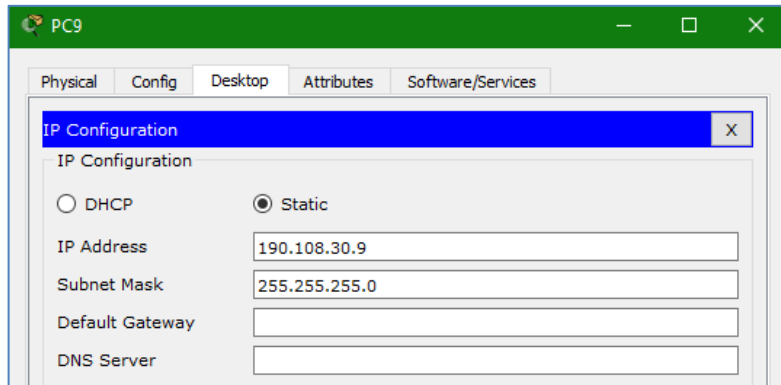 PC9
Physical Config Desktop Attributes Software/Services
IP Configuration X
IP Configuration
DHCP Static
IP Address 190.108.30.9
Subnet Mask 255.255.255.0
Default Gateway
DNS Server